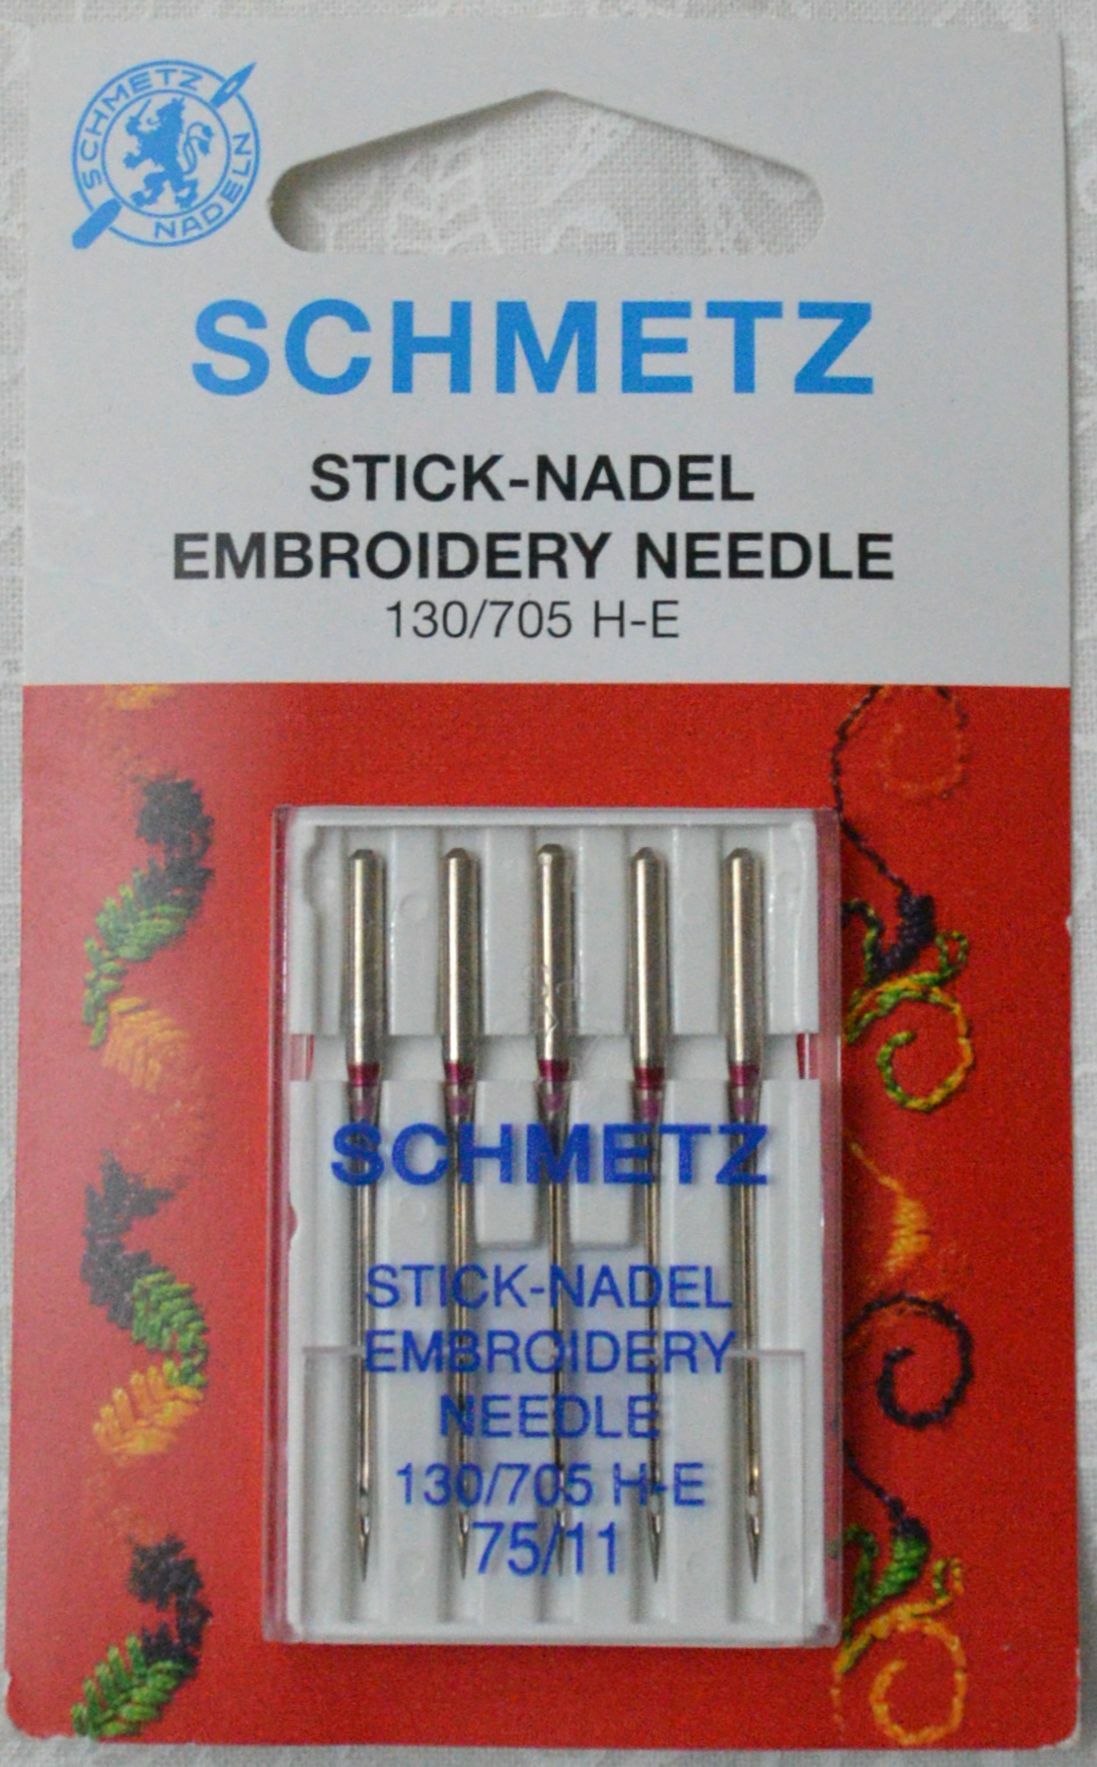 SCHMETZ
NADELN
SCHMETZ
STICK-NADEL
EMBROIDERY NEEDLE
130/705 H-E
SCHMETZ
STICK-NADEL
EMBROIDERY
NEEDLE
130/705 H-E
75/11